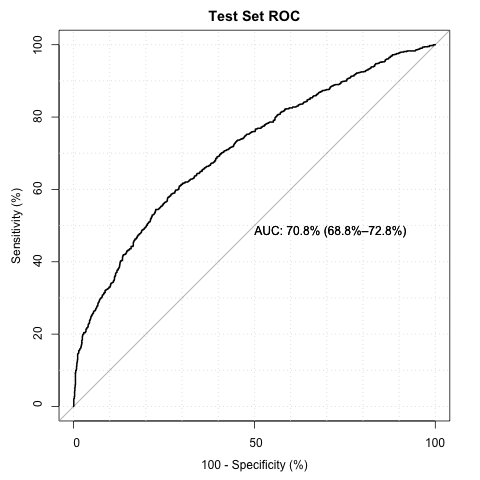 Test Set ROC
Sensitivity (%)
100
80
60
40
20
0
AUC: 70.8% (68.8%–72.8%)
0 50 100
100 - Specificity (%)